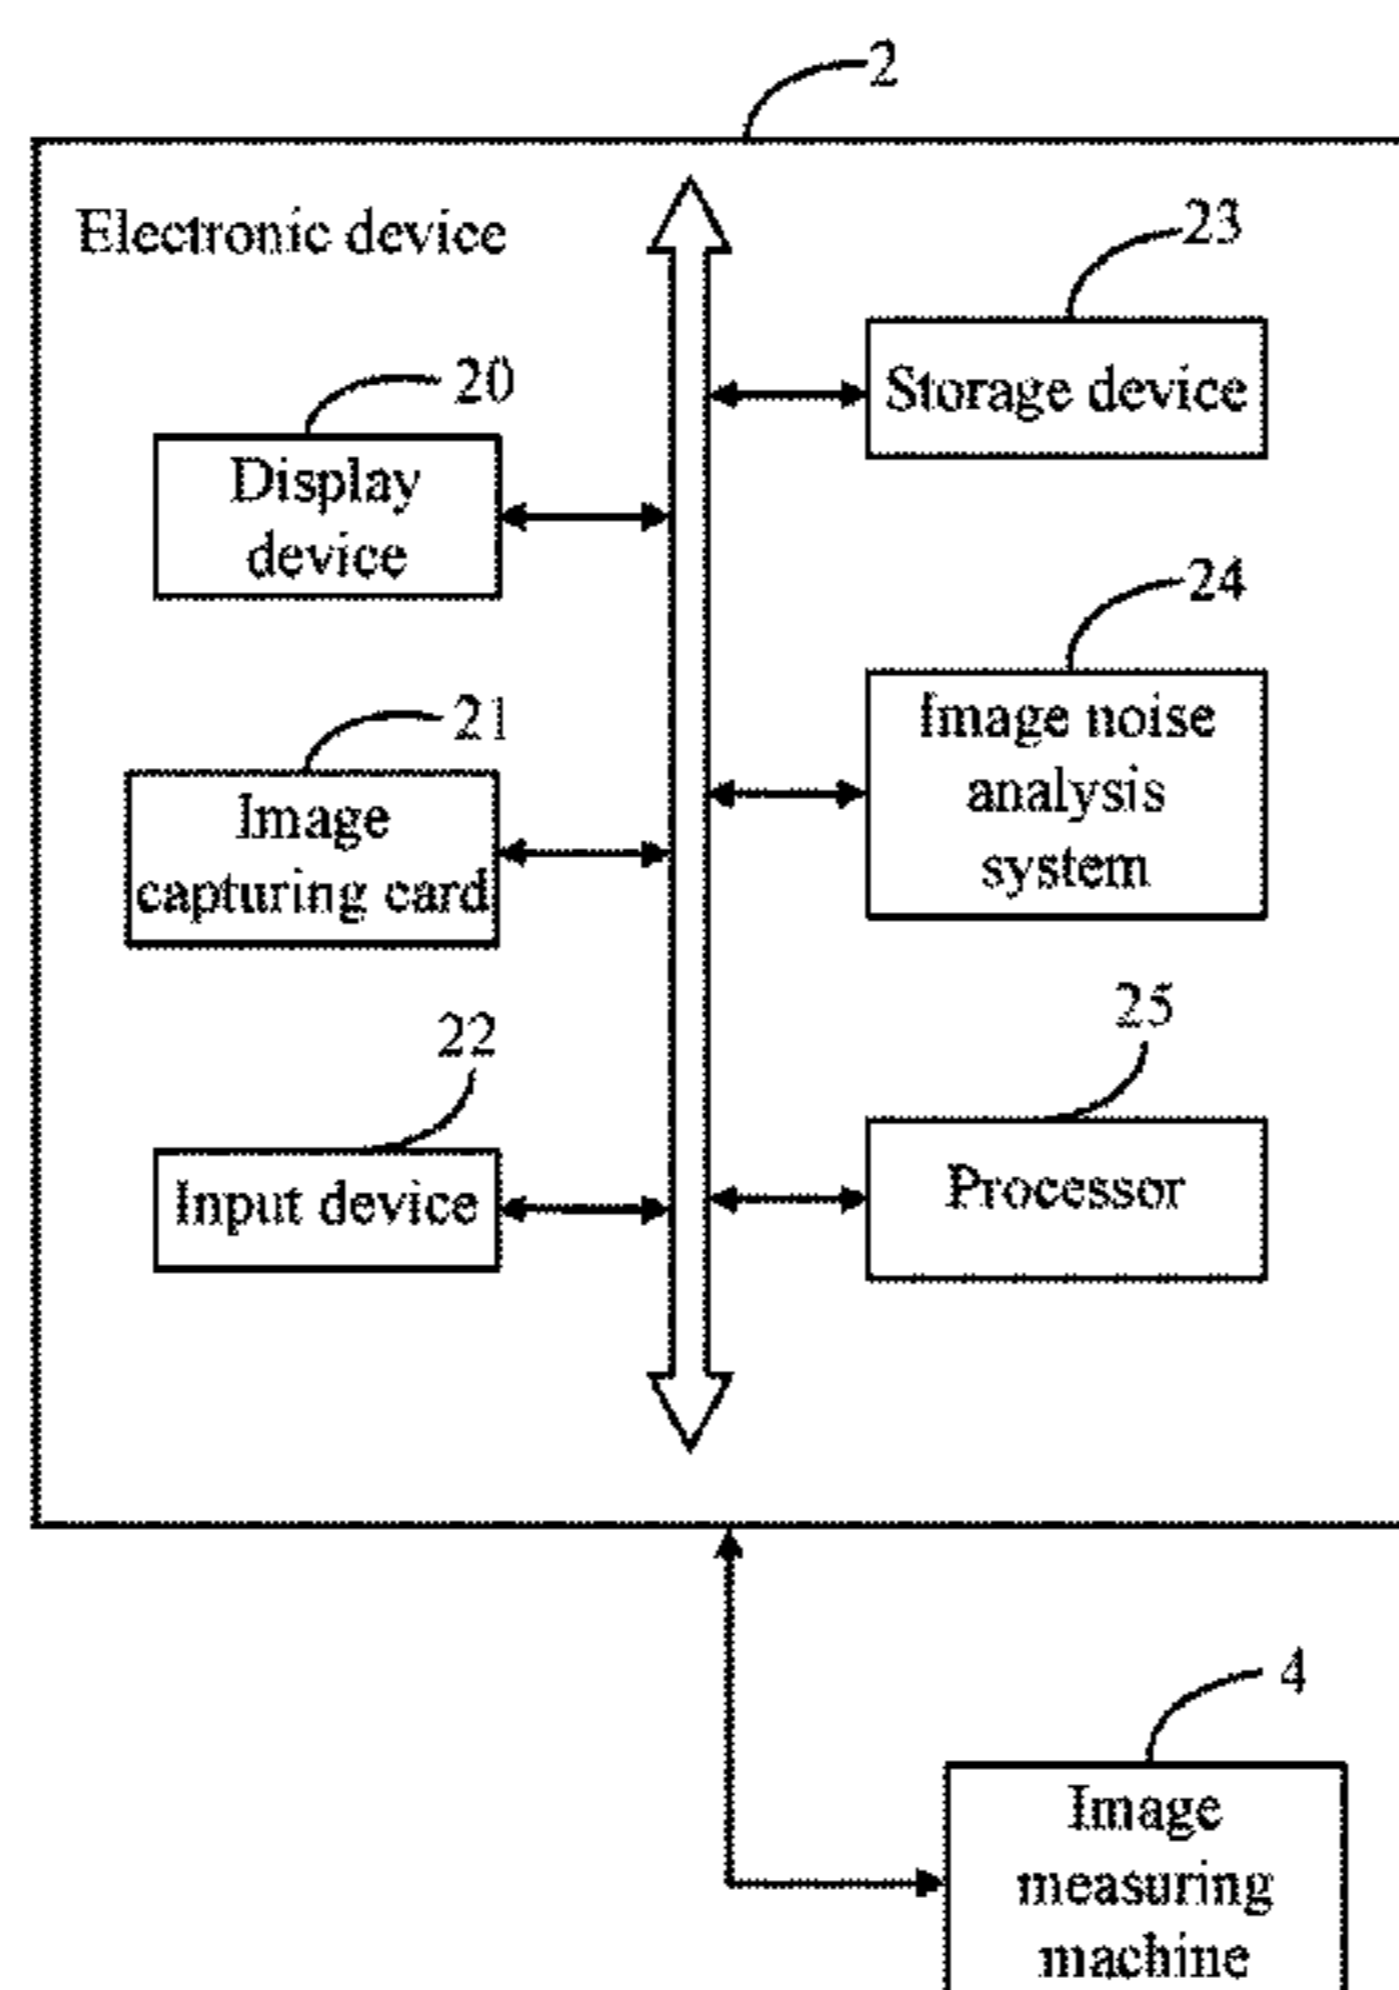 2
Electronic device
23
Storage device
20
Display
device
24
Image noise
analysis
system
21
Image
capturing card
25
Processor
22
Input device
4
Image
measuring
machine